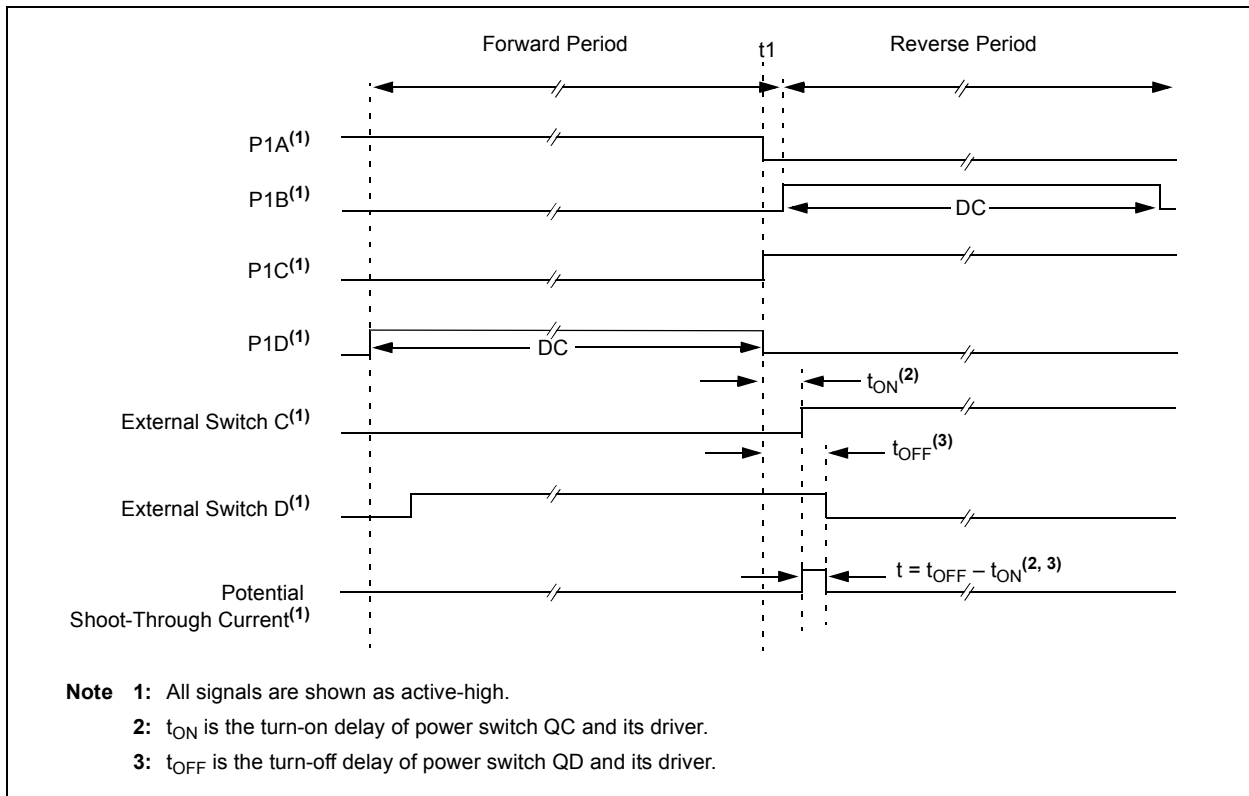 Forward Period
t1
Reverse Period
P1A(1)
P1B(1)
DC
P1C(1)
P1D(1)
DC
tON(2)
External Switch C(1)
tOFF(3)
External Switch D(1)
t = tOFF – tON(2, 3)
Potential
Shoot-Through Current(1)
Note 1: All signals are shown as active-high.
2: tON is the turn-on delay of power switch QC and its driver.
3: tOFF is the turn-off delay of power switch QD and its driver.